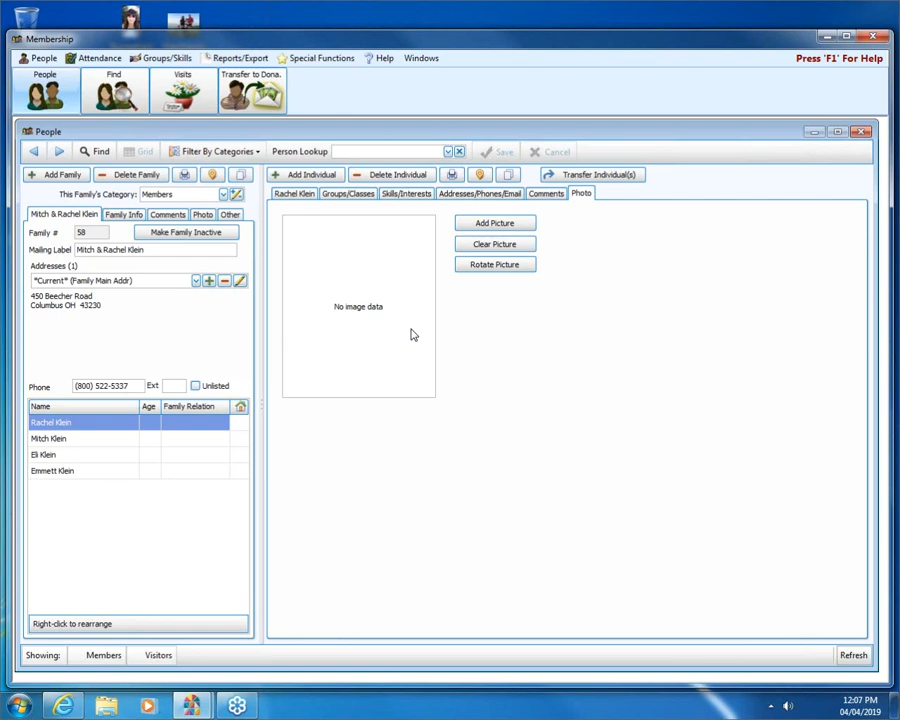 Membership
People Attendance Groups/Skills Reports/Export Special Functions Help Windows Press 'F1' For Help
People Find Visits Transfer to Dona.
People
Find Grid Filter By Categories Person Lookup Save Cancel
Add Family Delete Family Add Individual Delete Individual Transfer Individual(s)
This Family's Category: Members
Rachel Klein Groups/Classes Skills/Interests Addresses/Phones/Email Comments Photo
Mitch & Rachel Klein Family Info Comments Photo Other
Family # 58 Make Family Inactive
Mailing Label Mitch & Rachel Klein
Addresses (1)
*Current* (Family Main Addr)
450 Beecher Road
Columbus OH 43230
Phone (800) 522-5337 Ext Unlisted
Name Age Family Relation
Rachel Klein
Mitch Klein
Eli Klein
Emmett Klein
Right-click to rearrange
No image data
Add Picture
Clear Picture
Rotate Picture
Showing: Members Visitors Refresh
12:07 PM
04/04/2019